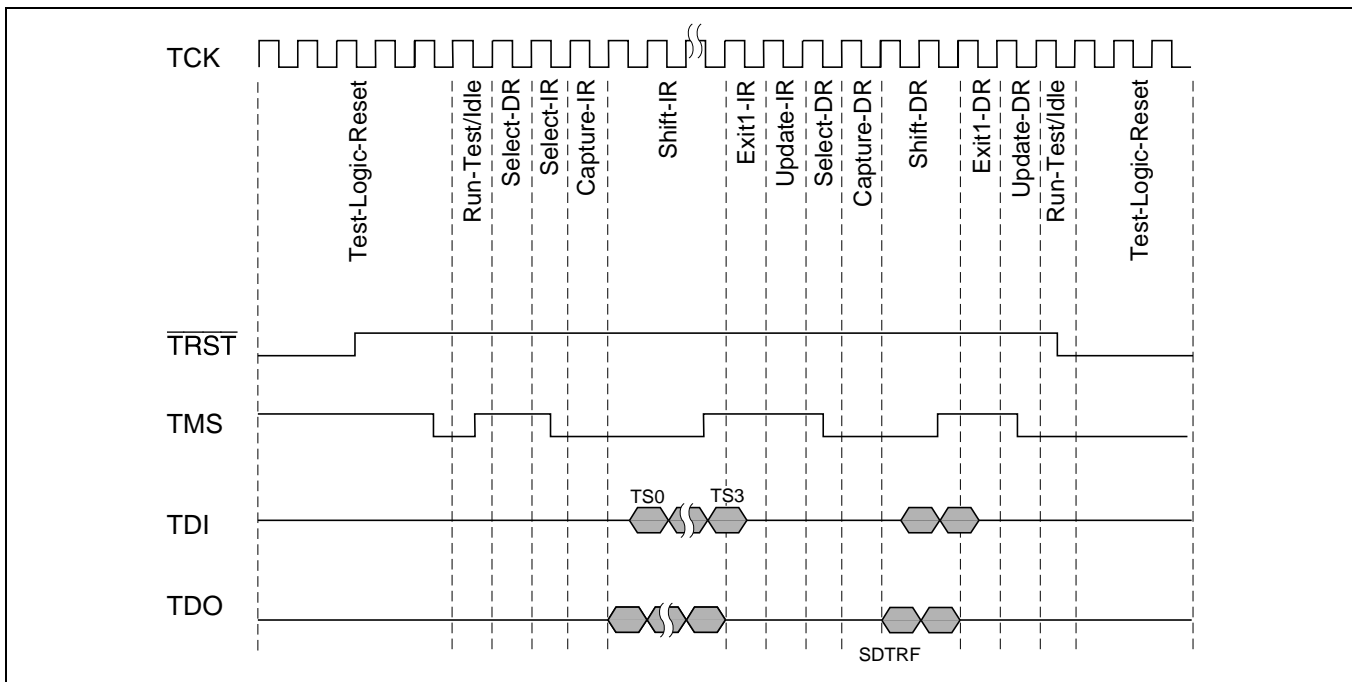 TCK
Test-Logic-Reset
Run-Test/Idle
Select-DR
Select-IR
Capture-IR
Shift-IR
Exit1-IR
Update-IR
Select-DR
Capture-DR
Shift-DR
Exit1-DR
Update-DR
Run-Test/Idle
Test-Logic-Reset
TRST
TMS
TS0 TS3
TDI
TDO
SDTRF